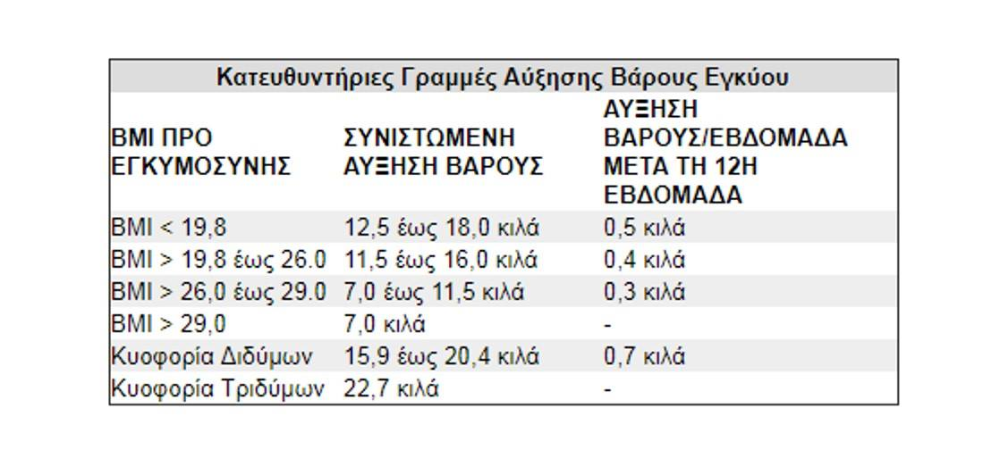 Κατευθυντήριες Γραμμές Αύξησης Βάρους Εγκύου
BMI ΠΡΟ ΕΓΚΥΜΟΣΥΝΗΣ ΣΥΝΙΣΤΩΜΕΝΗ ΑΥΞΗΣΗ ΒΑΡΟΥΣ ΑΥΞΗΣΗ ΒΑΡΟΥΣ/ΕΒΔΟΜΑΔΑ ΜΕΤΑ ΤΗ 12Η ΕΒΔΟΜΑΔΑ
BMI < 19,8 12,5 έως 18,0 κιλά 0,5 κιλά
BMI > 19,8 έως 26.0 11,5 έως 16,0 κιλά 0,4 κιλά
BMI > 26,0 έως 29.0 7,0 έως 11,5 κιλά 0,3 κιλά
BMI > 29,0 7,0 κιλά -
Κυοφορία Διδύμων 15,9 έως 20,4 κιλά 0,7 κιλά
Κυοφορία Τριδύμων 22,7 κιλά -